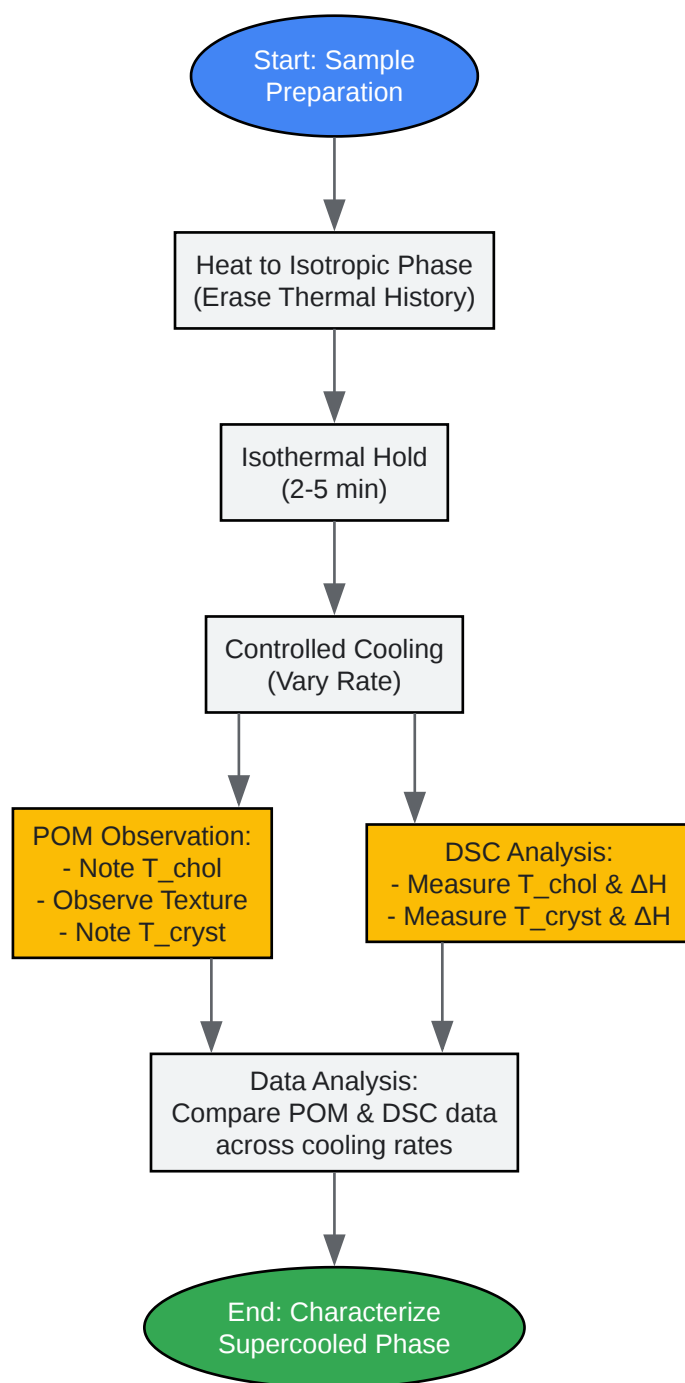 Start: Sample
Preparation
Heat to Isotropic Phase
(Erase Thermal History)
Isothermal Hold
(2-5 min)
Controlled Cooling
(Vary Rate)
POM Observation:
- Note T_chol
- Observe Texture
- Note T_cryst
DSC Analysis:
- Measure T_chol & ΔH
- Measure T_cryst & ΔH
Data Analysis:
Compare POM & DSC data
across cooling rates
End: Characterize
Supercooled Phase